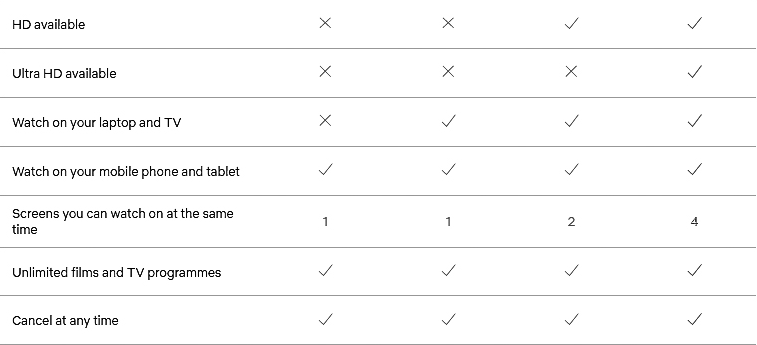 HD available
Ultra HD available
Watch on your laptop and TV
Watch on your mobile phone and tablet
Screens you can watch on at the same
time
1 1 2 4
Unlimited films and TV programmes
Cancel at any time